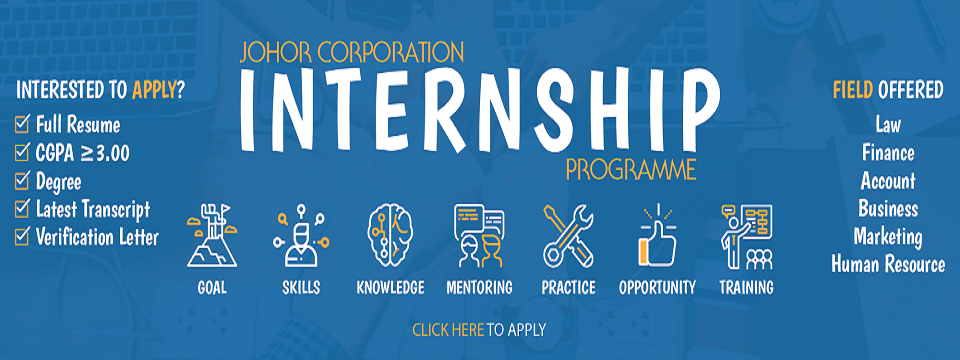 JOHOR CORPORATION
INTERNSHIP
PROGRAMME
INTERESTED TO APPLY?
Full Resume
CGPA ≥3.00
Degree
Latest Transcript
Verification Letter
GOAL
SKILLS
KNOWLEDGE
MENTORING
PRACTICE
OPPORTUNITY
TRAINING
FIELD OFFERED
Law
Finance
Account
Business
Marketing
Human Resource
CLICK HERE TO APPLY